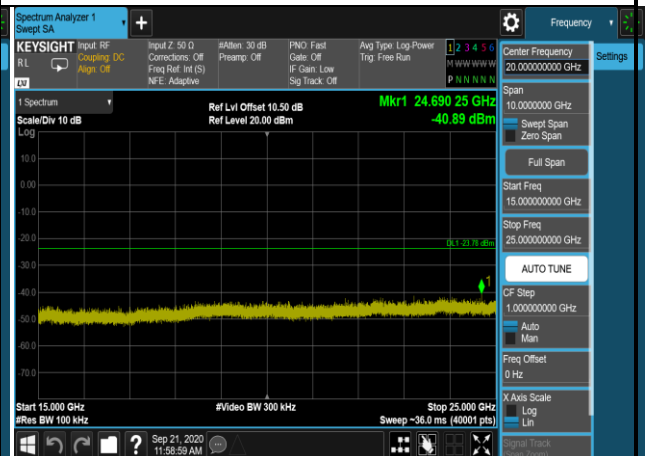 Spectrum Analyzer 1
Swept SA
Frequency
KEYSIGHT
RL
Input: RF
Coupling: DC
Align: Off
Input Z: 50 Ω
Corrections: Off
Freq Ref: Int (S)
NFE: Adaptive
#Atten: 30 dB
Preamp: Off
PNO: Fast
Gate: Off
IF Gain: Low
Sig Track: Off
Avg Type: Log-Power
Trig: Free Run
1 2 3 4 5 6
M W W W W W
P N N N N N
Center Frequency
20.000000000 GHz
Settings
Span
10.0000000 GHz
Swept Span
Zero Span
Full Span
Start Freq
15.000000000 GHz
Stop Freq
25.000000000 GHz
AUTO TUNE
CF Step
1.000000000 GHz
Auto
Man
Freq Offset
0 Hz
X Axis Scale
Log
Lin
Signal Track
(Span Zoom)
1 Spectrum
Scale/Div 10 dB
Ref Lvl Offset 10.50 dB
Ref Level 20.00 dBm
Mkr1 24.690 25 GHz
-40.89 dBm
Log
10.0
0.00
-10.0
-20.0
DL1 -23.78 dBm
-30.0
1
-40.0
-50.0
-60.0
-70.0
Start 15.000 GHz
#Res BW 100 kHz
#Video BW 300 kHz
Stop 25.000 GHz
Sweep ~36.0 ms (40001 pts)
Sep 21, 2020
11:58:59 AM